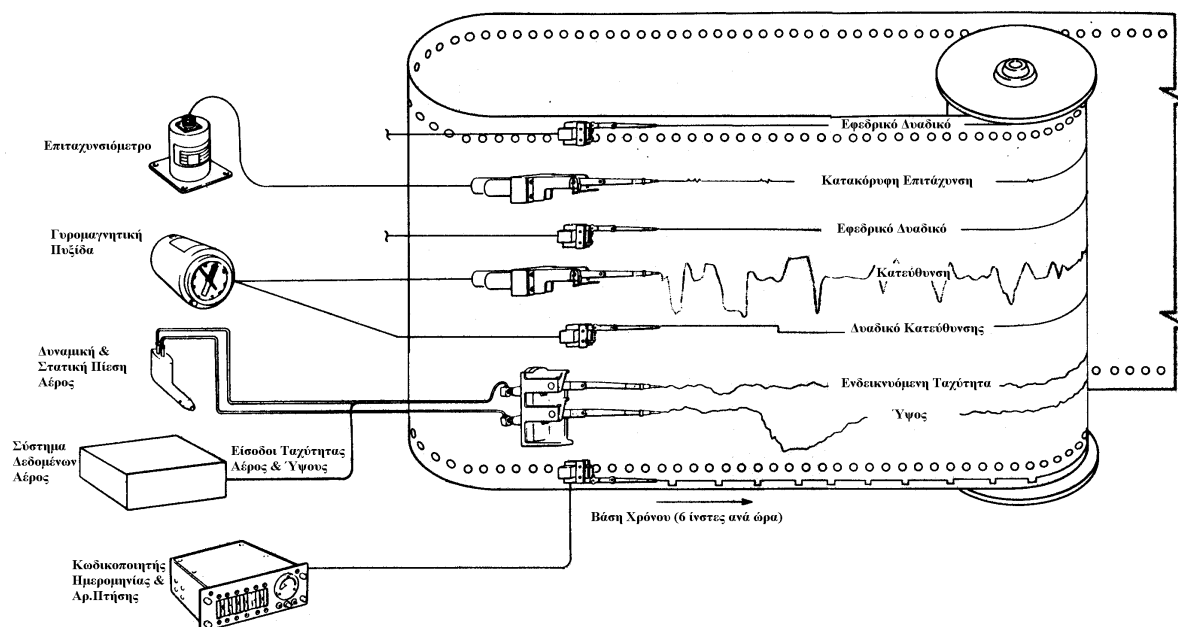 Επιταχυνσιόμετρο
Γυρομαγνητική
Πυξίδα
Δυναμική &
Στατική Πίεση
Αέρος
Σύστημα
Δεδομένων
Αέρος
Είσοδοι Ταχύτητας
Αέρος & Ύψους
Κωδικοποιητής
Ημερομηνίας &
Αρ.Πτήσης
Εφεδρικό Δυαδικό
Κατακόρυφη Επιτάχυνση
Εφεδρικό Δυαδικό
Κατεύθυνση
Δυαδικό Κατεύθυνσης
Ενδεικνυόμενη Ταχύτητα
Ύψος
Βάση Χρόνου (6 ίνστες ανά ώρα)